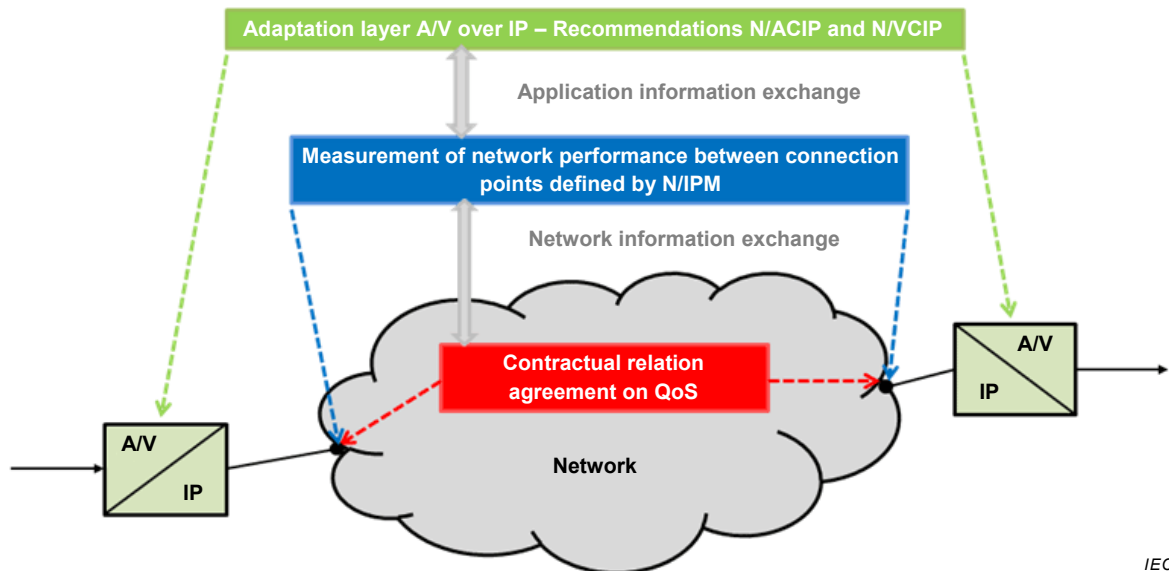 Adaptation layer A/V over IP – Recommendations N/ACIP and N/VCIP
Application information exchange
Measurement of network performance between connection
points defined by N/IPM
Network information exchange
Contractual relation
agreement on QoS
A/V
IP
A/V
IP
Network
IEC